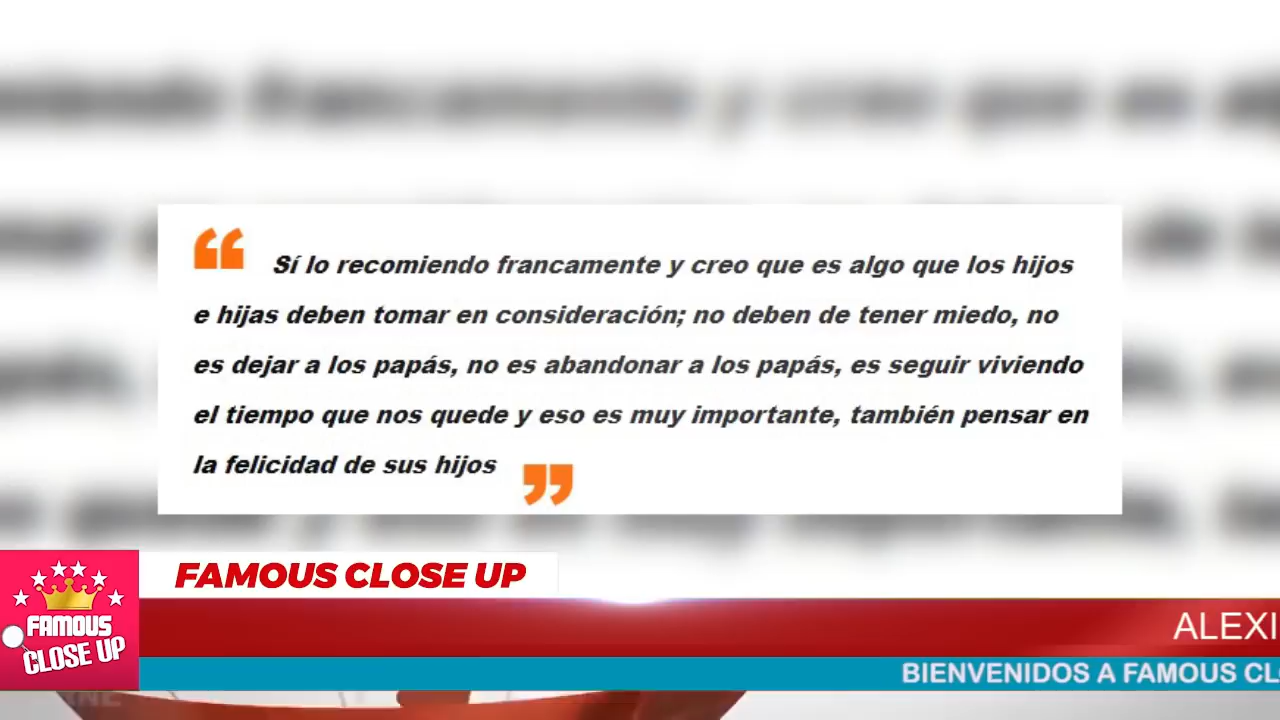 “ Sí lo recomiendo francamente y creo que es algo que los hijos
e hijas deben tomar en consideración; no deben de tener miedo, no
es dejar a los papás, no es abandonar a los papás, es seguir viviendo
el tiempo que nos quede y eso es muy importante, también pensar en
la felicidad de sus hijos ”
FAMOUS CLOSE UP
FAMOUS
CLOSE UP
ALEXI
BIENVENIDOS A FAMOUS CL